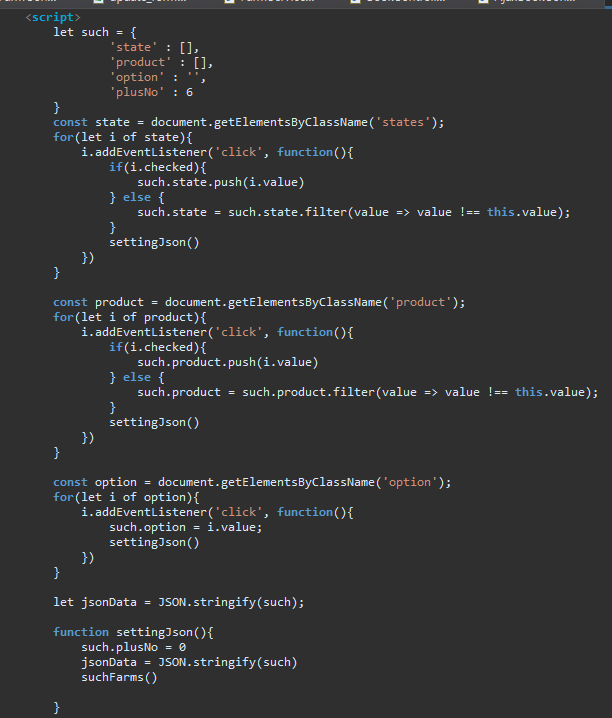 <script>
let such = {
'state' : [],
'product' : [],
'option' : '',
'plusNo' : 6
}
const state = document.getElementsByClassName('states');
for(let i of state){
i.addEventListener('click', function(){
if(i.checked){
such.state.push(i.value)
} else {
such.state = such.state.filter(value => value !== this.value);
}
settingJson()
})
}
const product = document.getElementsByClassName('product');
for(let i of product){
i.addEventListener('click', function(){
if(i.checked){
such.product.push(i.value)
} else {
such.product = such.product.filter(value => value !== this.value);
}
settingJson()
})
}
const option = document.getElementsByClassName('option');
for(let i of option){
i.addEventListener('click', function(){
such.option = i.value;
settingJson()
})
}
let jsonData = JSON.stringify(such);
function settingJson(){
such.plusNo = 0
jsonData = JSON.stringify(such)
suchFarms()
}